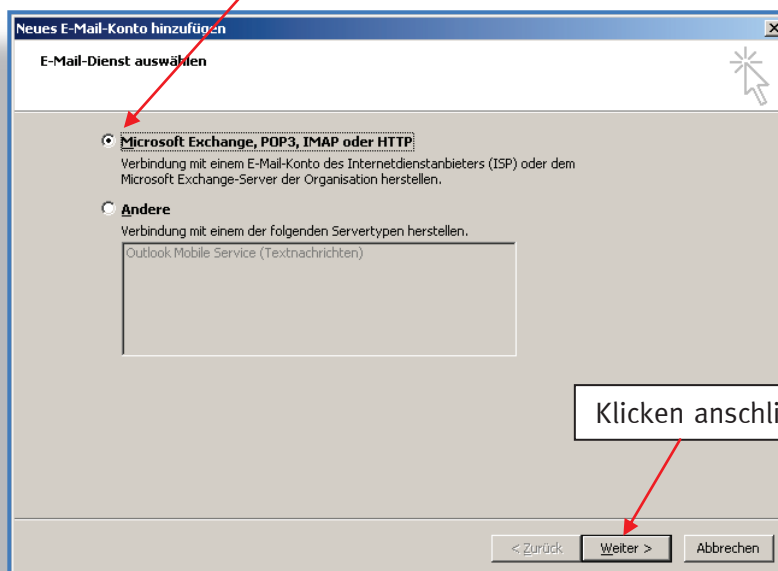 Neues E-Mail-Konto hinzufügen
E-Mail-Dienst auswählen
Microsoft Exchange, POP3, IMAP oder HTTP
Verbindung mit einem E-Mail-Konto des Internetdienstanbieters (ISP) oder dem
Microsoft Exchange-Server der Organisation herstellen.
Andere
Verbindung mit einem der folgenden Servertypen herstellen.
Outlook Mobile Service (Textnachrichten)
Klicken anschli
< Zurück Weiter > Abbrechen